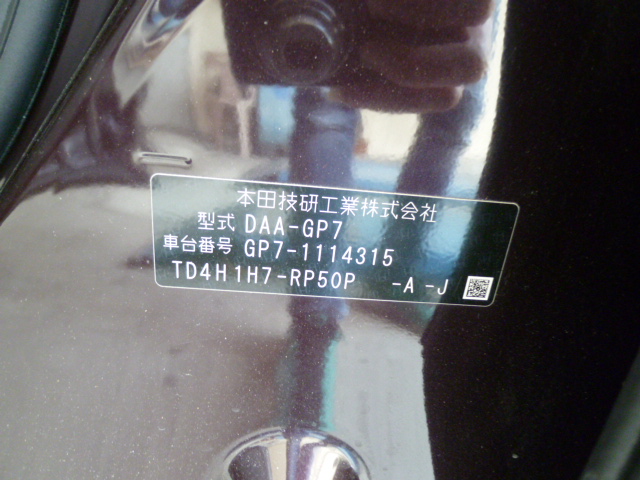 本田技研工業株式会社
型式 DAA-GP7
車台番号 GP7-1114315
TD4H1H7-RP50P -A -J